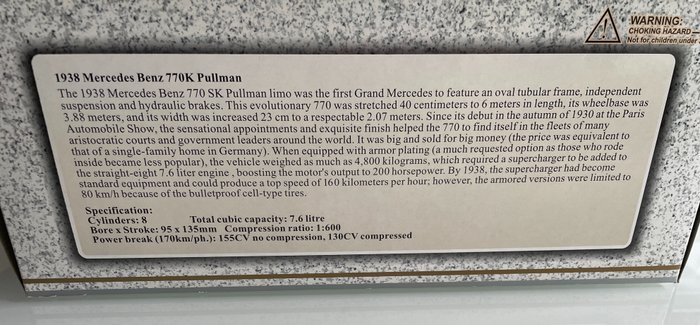 WARNING:
CHOKING HAZARD—
Not for children under
1938 Mercedes Benz 770K Pullman
The 1938 Mercedes Benz 770 SK Pullman limo was the first Grand Mercedes to feature an oval tubular frame, independent
suspension and hydraulic brakes. This evolutionary 770 was stretched 40 centimeters to 6 meters in length, its wheelbase was
3.88 meters, and its width was increased 23 cm to a respectable 2.07 meters. Since its debut in the autumn of 1930 at the Paris
Automobile Show, the sensational appointments and exquisite finish helped the 770 to find itself in the fleets of many
aristocratic courts and government leaders around the world. It was big and sold for big money (the price was equivalent to
that of a single-family home in Germany). When equipped with armor plating (a much requested option as those who rode
inside became less popular), the vehicle weighed as much as 4,800 kilograms, which required a supercharger to be added to
the straight-eight 7.6 liter engine , boosting the motor's output to 200 horsepower. By 1938, the supercharger had become
standard equipment and could produce a top speed of 160 kilometers per hour; however, the armored versions were limited to
80 km/h because of the bulletproof cell-type tires.
Specification:
Cylinders: 8 Total cubic capacity: 7.6 litre
Bore x Stroke: 95 x 135mm Compression ratio: 1:600
Power break (170km/ph.): 155CV no compression, 130CV compressed